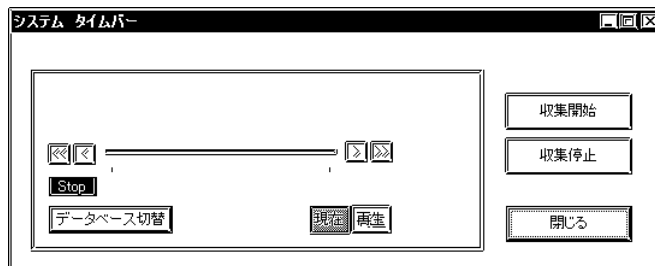 システム タイムバー
収集開始
<< < > >>
収集停止
Stop
データベース切替 現在 再生
閉じる